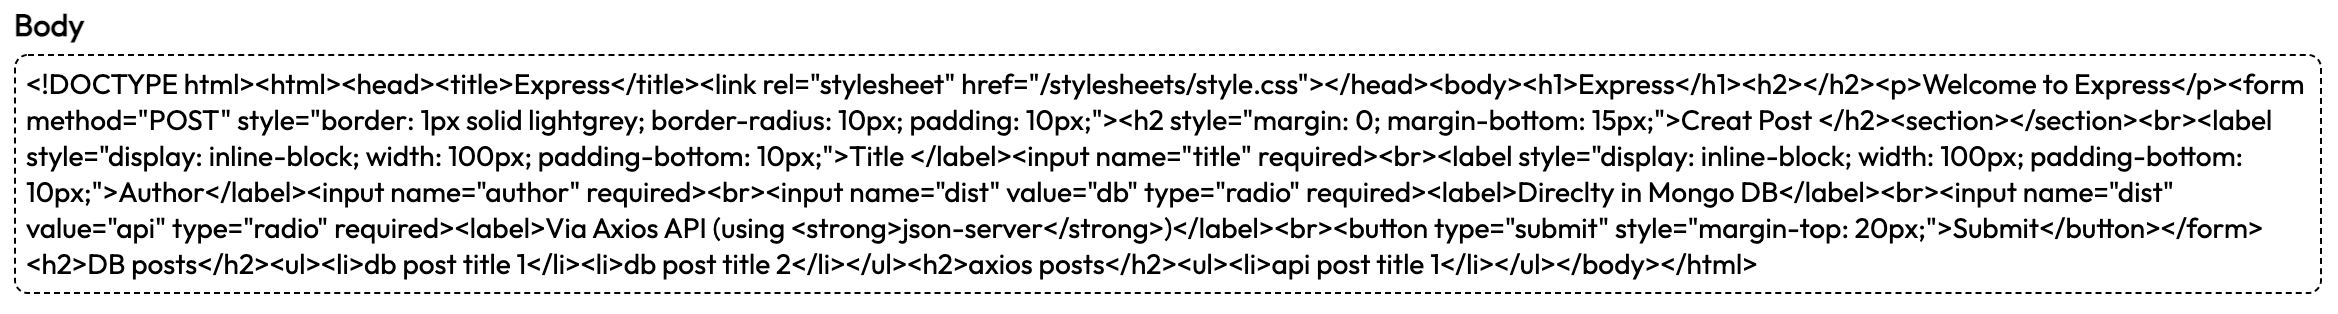 Body
<!DOCTYPE html><html><head><title>Express</title><link rel="stylesheet" href="/stylesheets/style.css"></head><body><h1>Express</h1><h2></h2><p>Welcome to Express</p><form
method="POST" style="border: 1px solid lightgrey; border-radius: 10px; padding: 10px;"><h2 style="margin: 0; margin-bottom: 15px;">Creat Post </h2><section></section><br><label
style="display: inline-block; width: 100px; padding-bottom: 10px;">Title </label><input name="title" required><br><label style="display: inline-block; width: 100px; padding-bottom:
10px;">Author</label><input name="author" required><br><input name="dist" value="db" type="radio" required><label>Direclty in Mongo DB</label><br><input name="dist"
value="api" type="radio" required><label>Via Axios API (using <strong>json-server</strong>)</label><br><button type="submit" style="margin-top: 20px;">Submit</button></form>
<h2>DB posts</h2><ul><li>db post title 1</li><li>db post title 2</li></ul><h2>axios posts</h2><ul><li>api post title 1</li></ul></body></html>